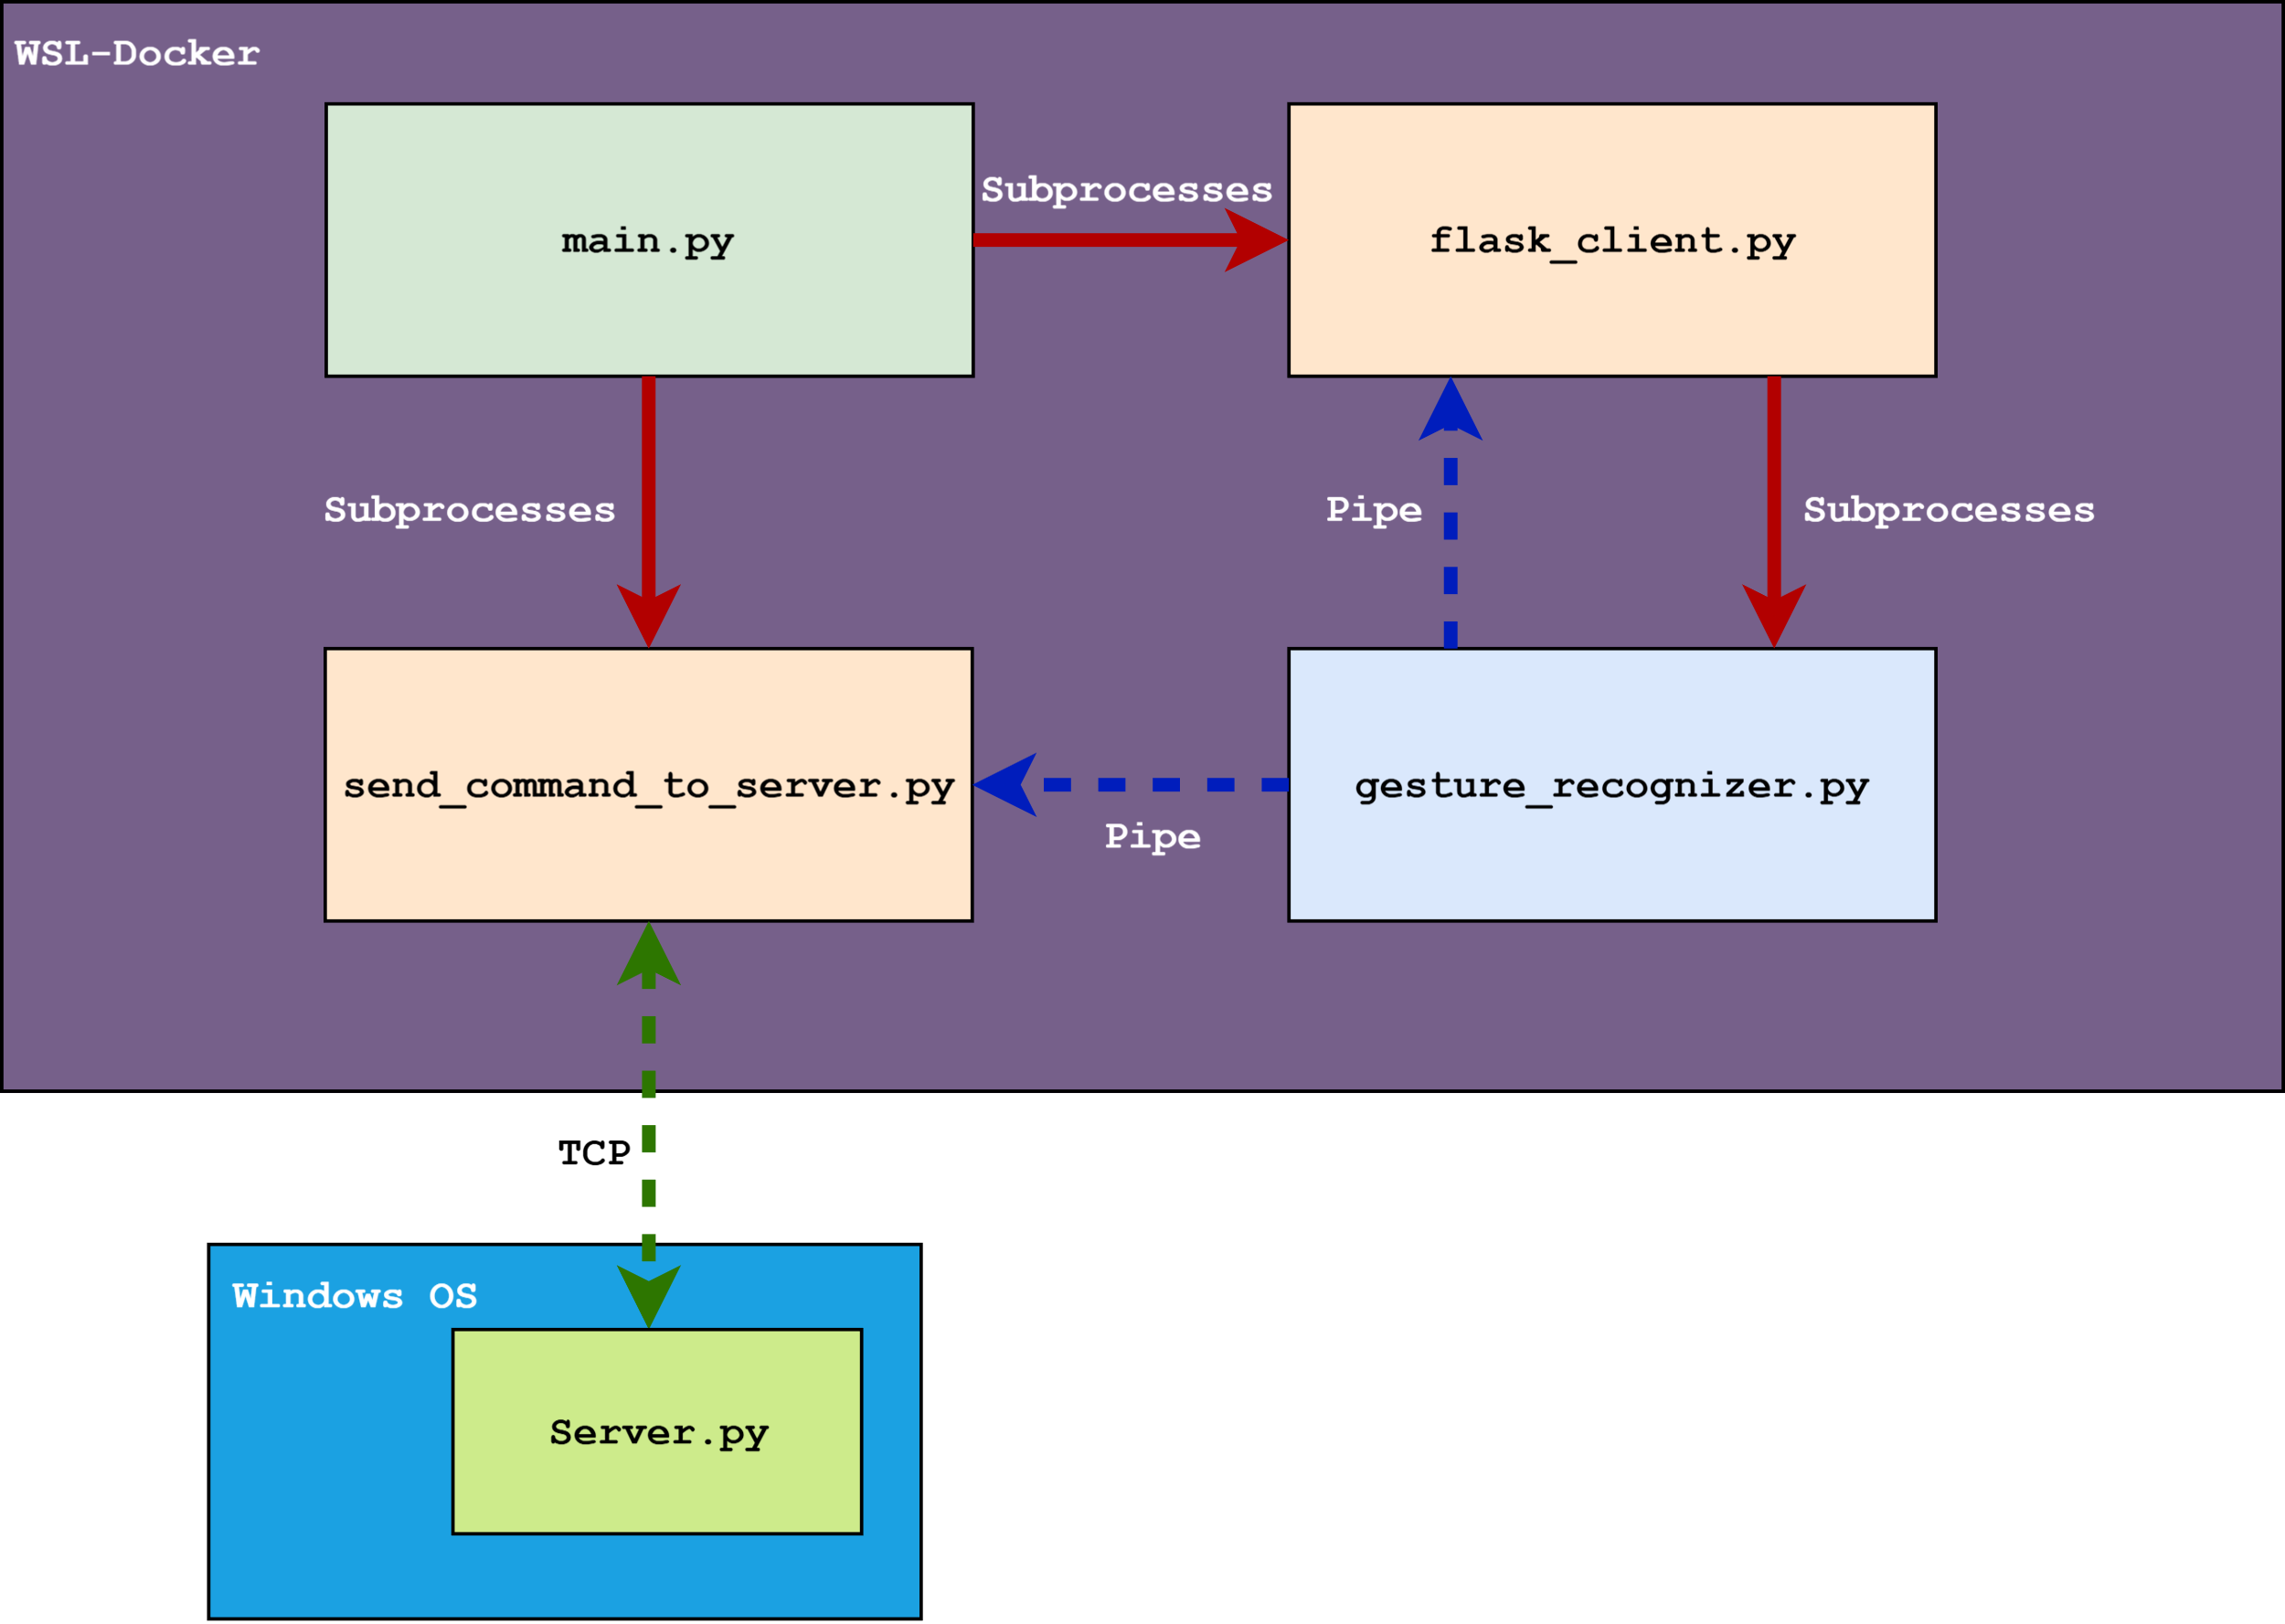 WSL-Docker
Subprocesses
main.py
flask_client.py
Subprocesses
Pipe
Subprocesses
send_command_to_server.py
gesture_recognizer.py
Pipe
TCP
Windows OS
Server.py